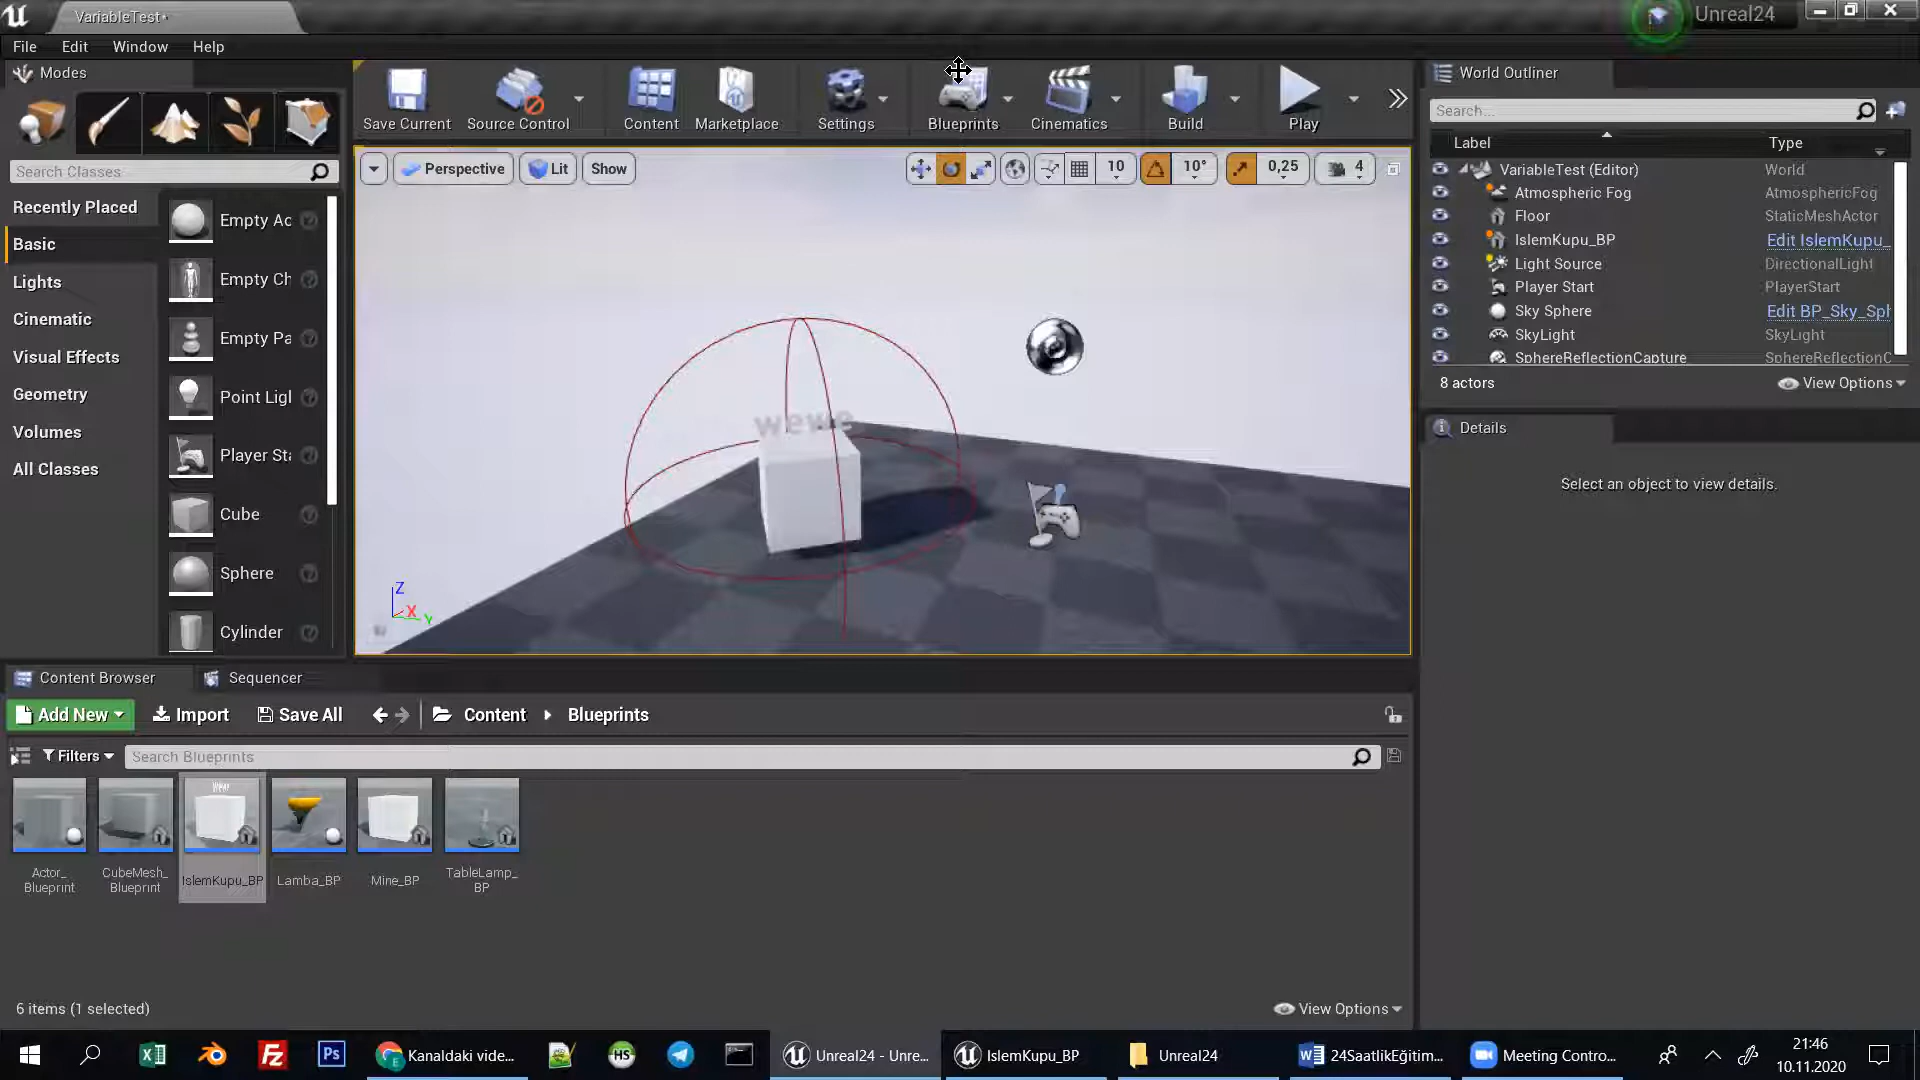 VariableTest•
Unreal24
File Edit Window Help
Modes
Save Current
Source Control
Content
Marketplace
Settings
Blueprints
Cinematics
Build
Play
World Outliner
Search...
Label
Type
Search Classes
Perspective
Lit
Show
10
10°
0,25
4
VariableTest (Editor) World
Atmospheric Fog AtmosphericFog
Floor StaticMeshActor
IslemKupu_BP Edit IslemKupu_
Light Source DirectionalLight
Player Start PlayerStart
Sky Sphere Edit BP_Sky_Sph
SkyLight SkyLight
SphereReflectionCapture SphereReflectionC
8 actors
View Options
Recently Placed
Basic
Lights
Cinematic
Visual Effects
Geometry
Volumes
All Classes
Empty Ac
Empty Ch
Empty Pa
Point Ligl
Player Sta
Cube
Sphere
Cylinder
wewe
Z
X
Y
Details
Select an object to view details.
Content Browser
Sequencer
Add New
Import
Save All
Content
Blueprints
Filters
Search Blueprints
Actor_
Blueprint
CubeMesh_
Blueprint
IslemKupu_BP
Lamba_BP
Mine_BP
TableLamp_
BP
6 items (1 selected)
View Options
Ps
Fz
HS
Kanaldaki vide...
Unreal24 - Unre...
IslemKupu_BP
Unreal24
24SaatlikEğitim...
Meeting Contro...
21:46
10.11.2020